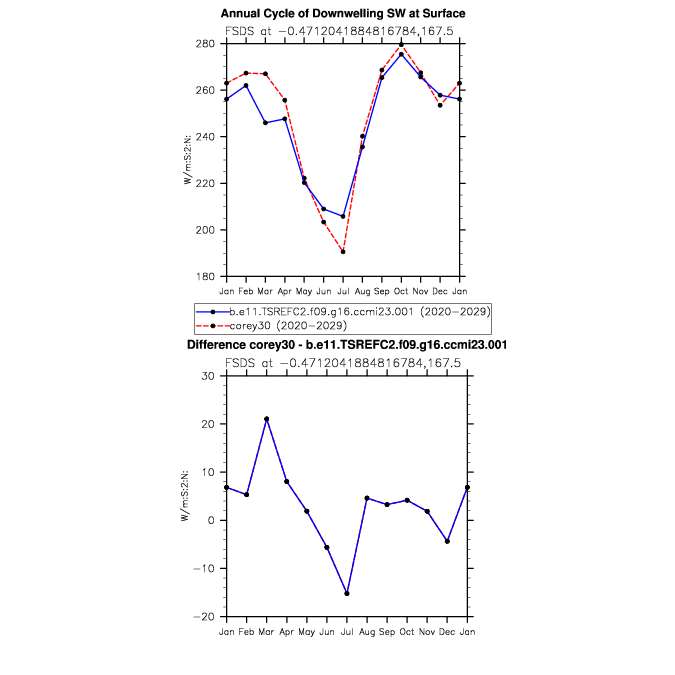 Annual Cycle of Downwelling SW at Surface
FSDS at −0.4712041884816784,167.5
280
260
240
220
200
180
W/m:S:2:N:
Jan Feb Mar Apr May Jun Jul Aug Sep Oct Nov Dec Jan
b.e11.TSREFC2.f09.g16.ccmi23.001 (2020−2029)
corey30 (2020−2029)
Difference corey30 - b.e11.TSREFC2.f09.g16.ccmi23.001
FSDS at −0.4712041884816784,167.5
30
20
10
0
−10
−20
W/m:S:2:N:
Jan Feb Mar Apr May Jun Jul Aug Sep Oct Nov Dec Jan